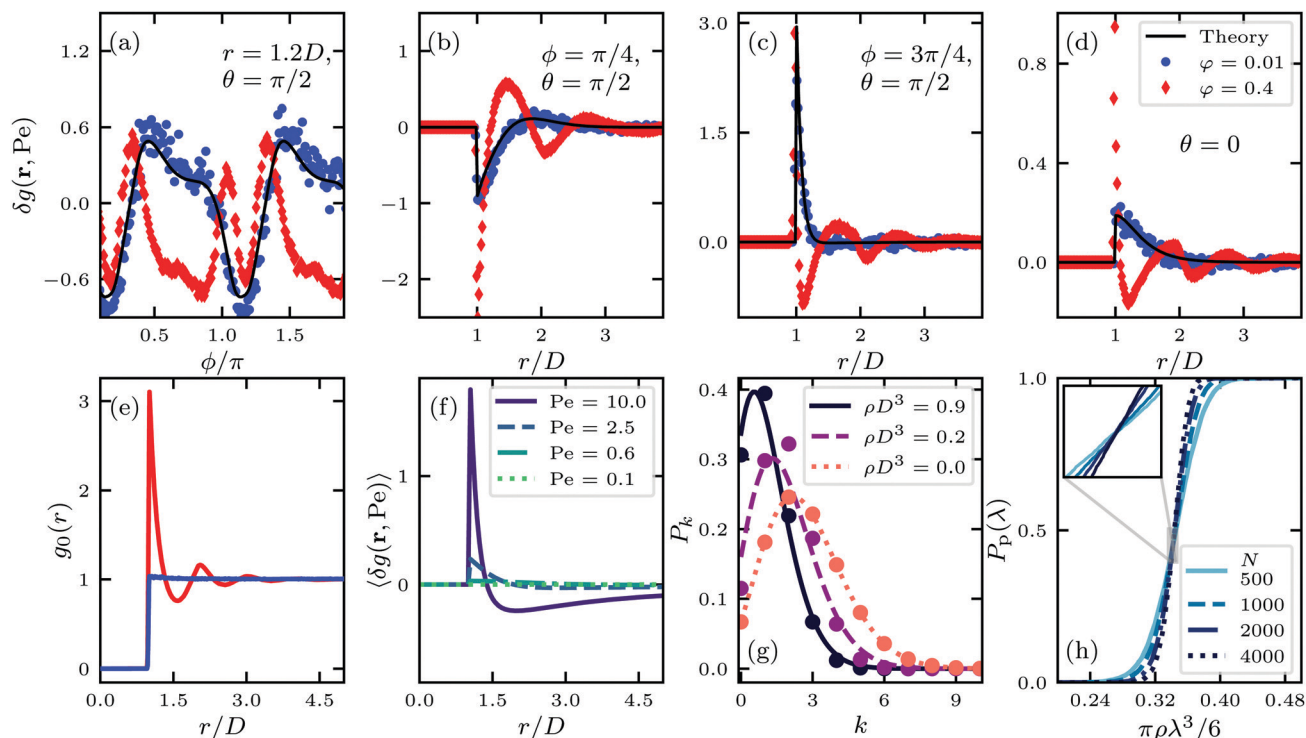 (a)
r = 1.2D,
θ = π/2
δg(r, Pe)
1.2
0.6
0.0
−0.6
0.5
1.0
1.5
ϕ/π
(b)
ϕ = π/4,
θ = π/2
1
0
−1
−2
1
2
3
r/D
(c)
ϕ = 3π/4,
θ = π/2
3.0
1.5
0.0
1
2
3
r/D
(d)
Theory
φ = 0.01
φ = 0.4
θ = 0
0.8
0.4
0.0
1
2
3
r/D
(e)
g₀(r)
3
2
1
0
0.0
1.5
3.0
4.5
r/D
(f)
Pe = 10.0
Pe = 2.5
Pe = 0.6
Pe = 0.1
⟨δg(r, Pe)⟩
1
0
0.0
1.5
3.0
4.5
r/D
ρD³ = 0.9
ρD³ = 0.2
ρD³ = 0.0
Pₖ
0.4
0.3
0.2
0.1
0.0
(g)
0
3
6
9
k
Pₚ(λ)
1.0
0.5
0.0
N
500
1000
2000
4000
(h)
0.24
0.32
0.40
0.48
πρλ³/6